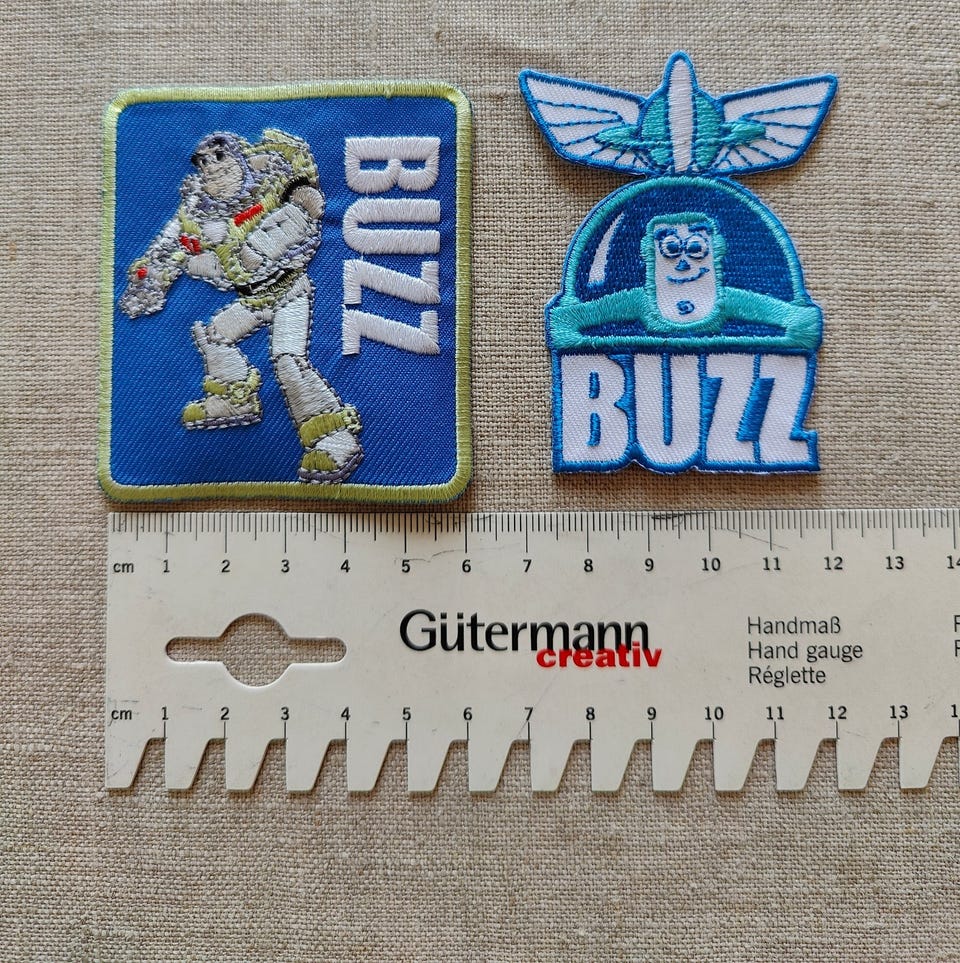 BUZZ
BUZZ
cm 1 2 3 4 5 6 7 8 9 10 11 12 13 14
Gütermann
creativ
Handmaß
Hand gauge
Réglette
cm 1 2 3 4 5 6 7 8 9 10 11 12 13